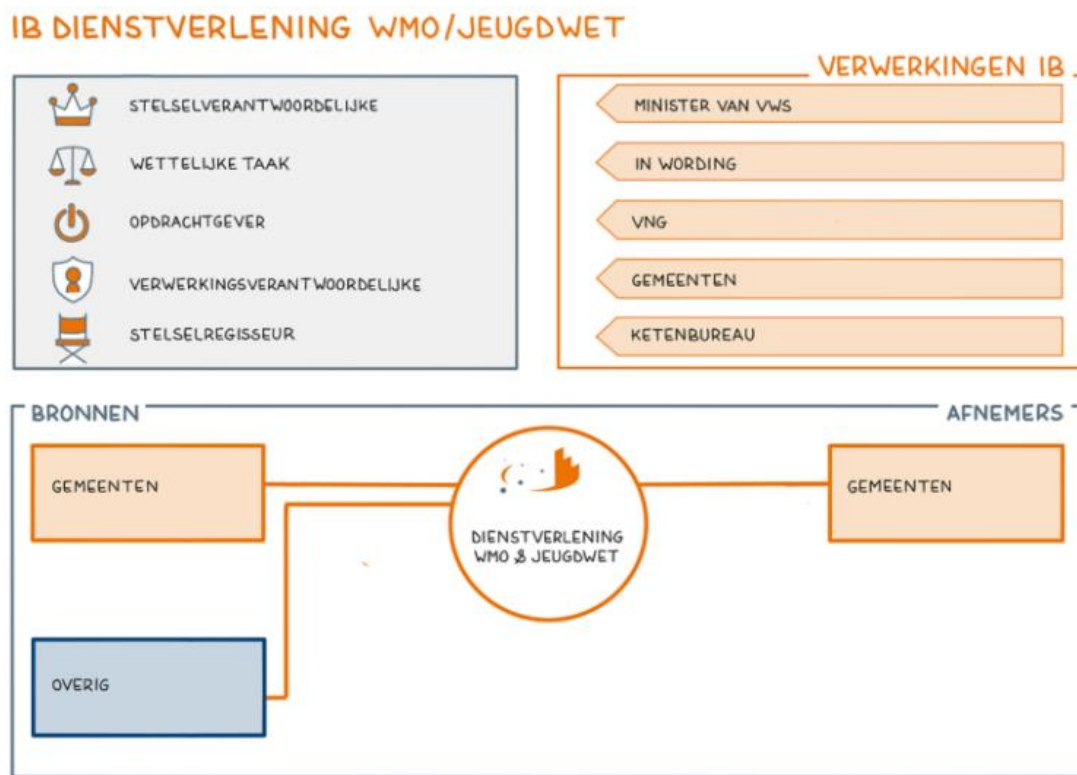 IB DIENSTVERLENING WMO/JEUGDWET
VERWERKINGEN IB
STELSELVERANTWOORDELIJKE
MINISTER VAN VWS
WETTELIJKE TAAK
IN WORDING
OPDRACHTGEVER
VNG
VERWERKINGSVERANTWOORDELIJKE
GEMEENTEN
STELSELREGISSEUR
KETENBUREAU
BRONNEN
AFNEMERS
GEMEENTEN
GEMEENTEN
DIENSTVERLENING
WMO & JEUGDWET
OVERIG